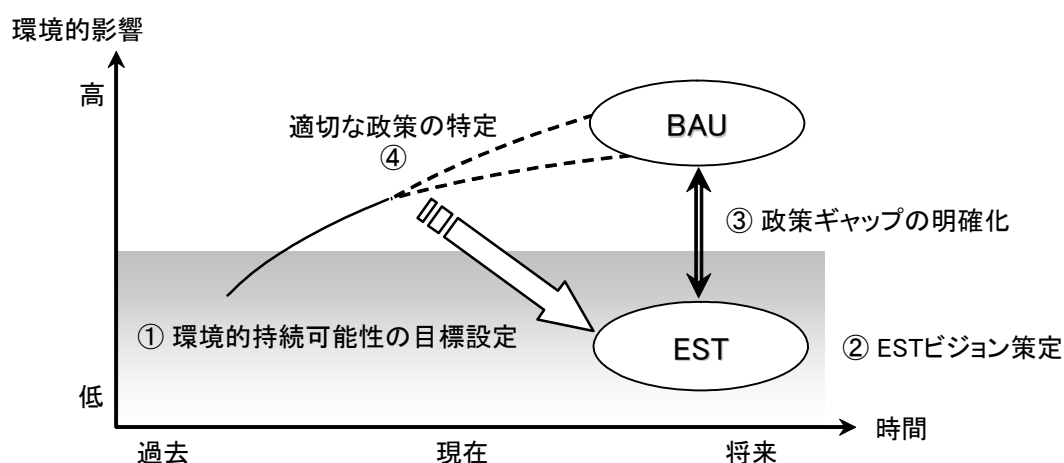 環境的影響
高
適切な政策の特定
④
BAU
③ 政策ギャップの明確化
① 環境的持続可能性の目標設定
EST
② ESTビジョン策定
低
時間
過去
現在
将来